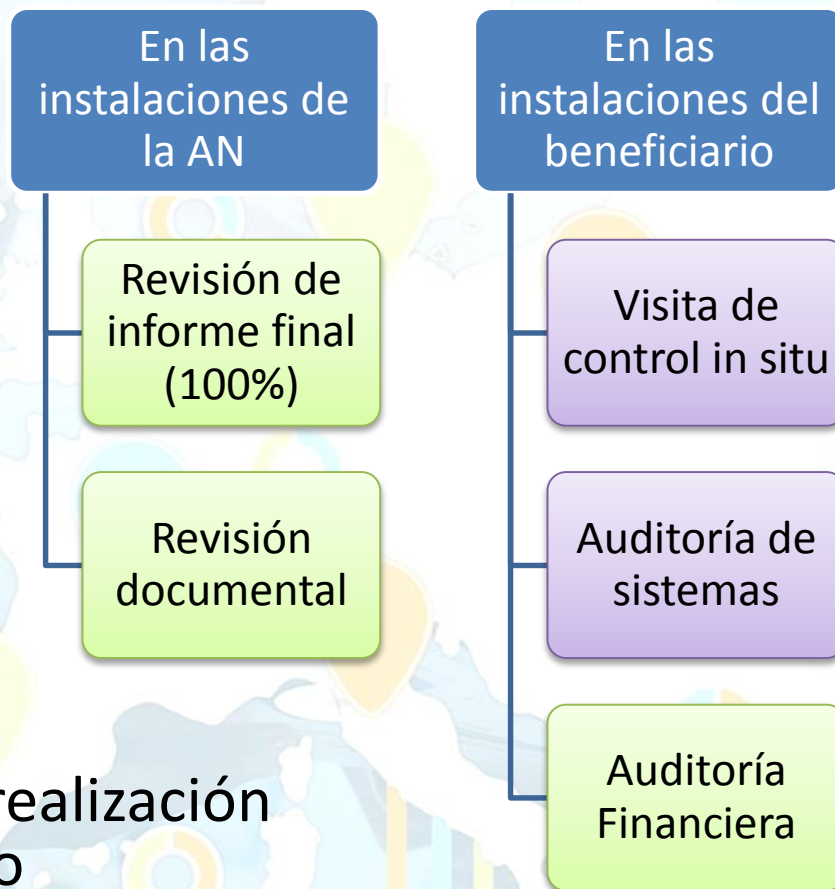 En las
instalaciones de
la AN
Revisión de
informe final
(100%)
Revisión
documental
En las
instalaciones del
beneficiario
Visita de
control in situ
Auditoría de
sistemas
Auditoría
Financiera
realización
o